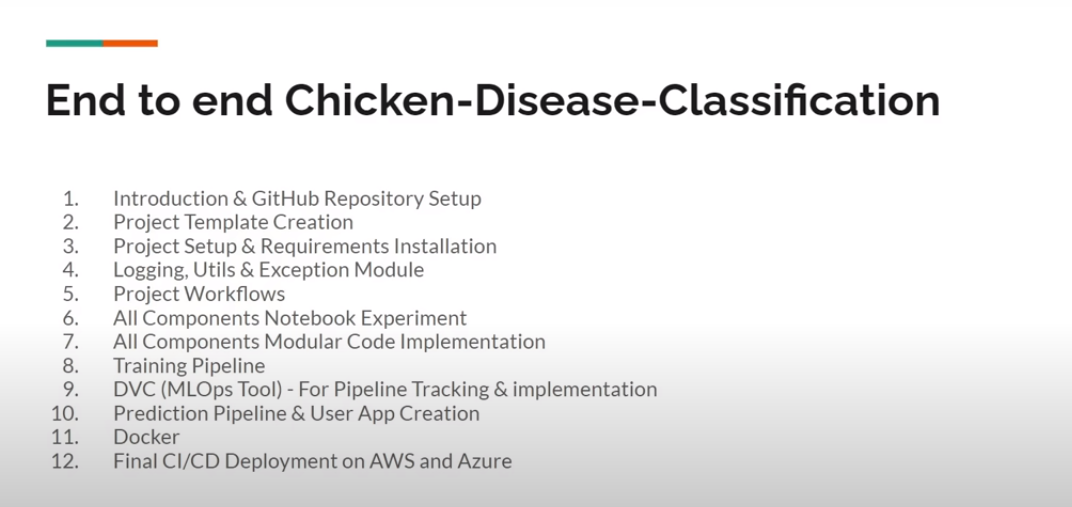 End to end Chicken-Disease-Classification
1. Introduction & GitHub Repository Setup
2. Project Template Creation
3. Project Setup & Requirements Installation
4. Logging, Utils & Exception Module
5. Project Workflows
6. All Components Notebook Experiment
7. All Components Modular Code Implementation
8. Training Pipeline
9. DVC (MLOps Tool) - For Pipeline Tracking & implementation
10. Prediction Pipeline & User App Creation
11. Docker
12. Final CI/CD Deployment on AWS and Azure